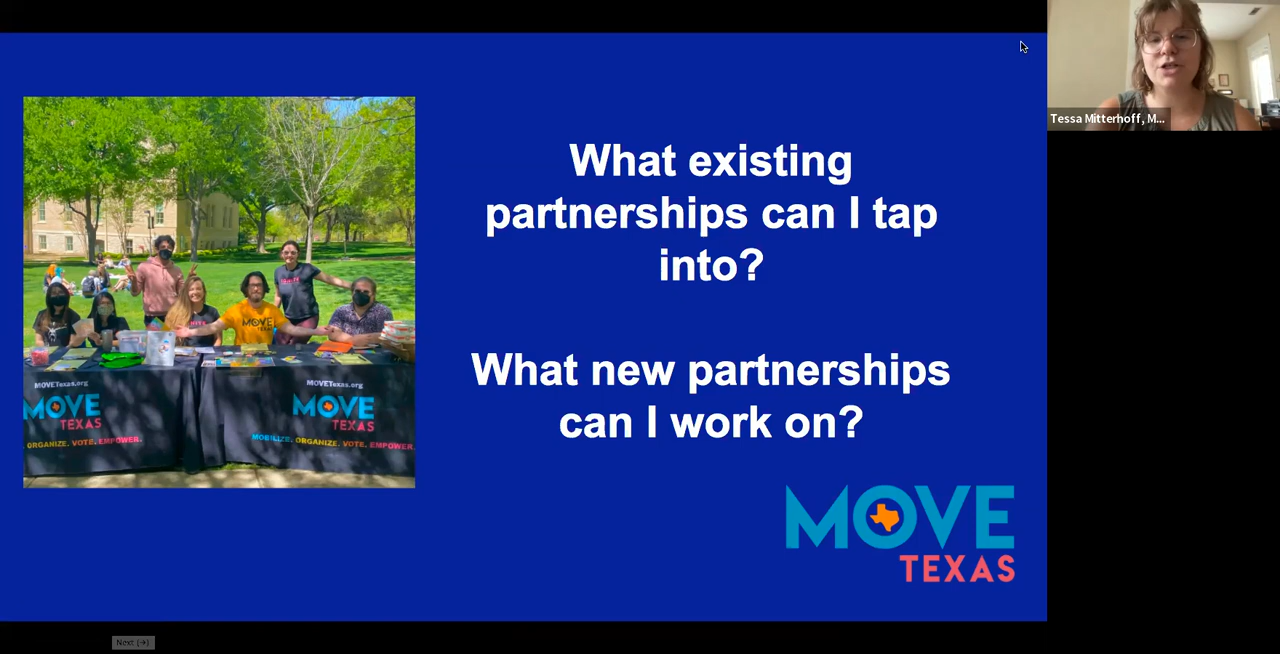 Tessa Mitterhoff, M...
What existing
partnerships can I tap
into?
What new partnerships
can I work on?
MOVE
TEXAS
MOVE
TEXAS
MOVETexas.org
MOVE
TEXAS
ORGANIZE. VOTE. EMPOWER.
MOVETexas.org
MOVE
TEXAS
MOBILIZE. ORGANIZE. VOTE. EMPOWER.
Next (→)